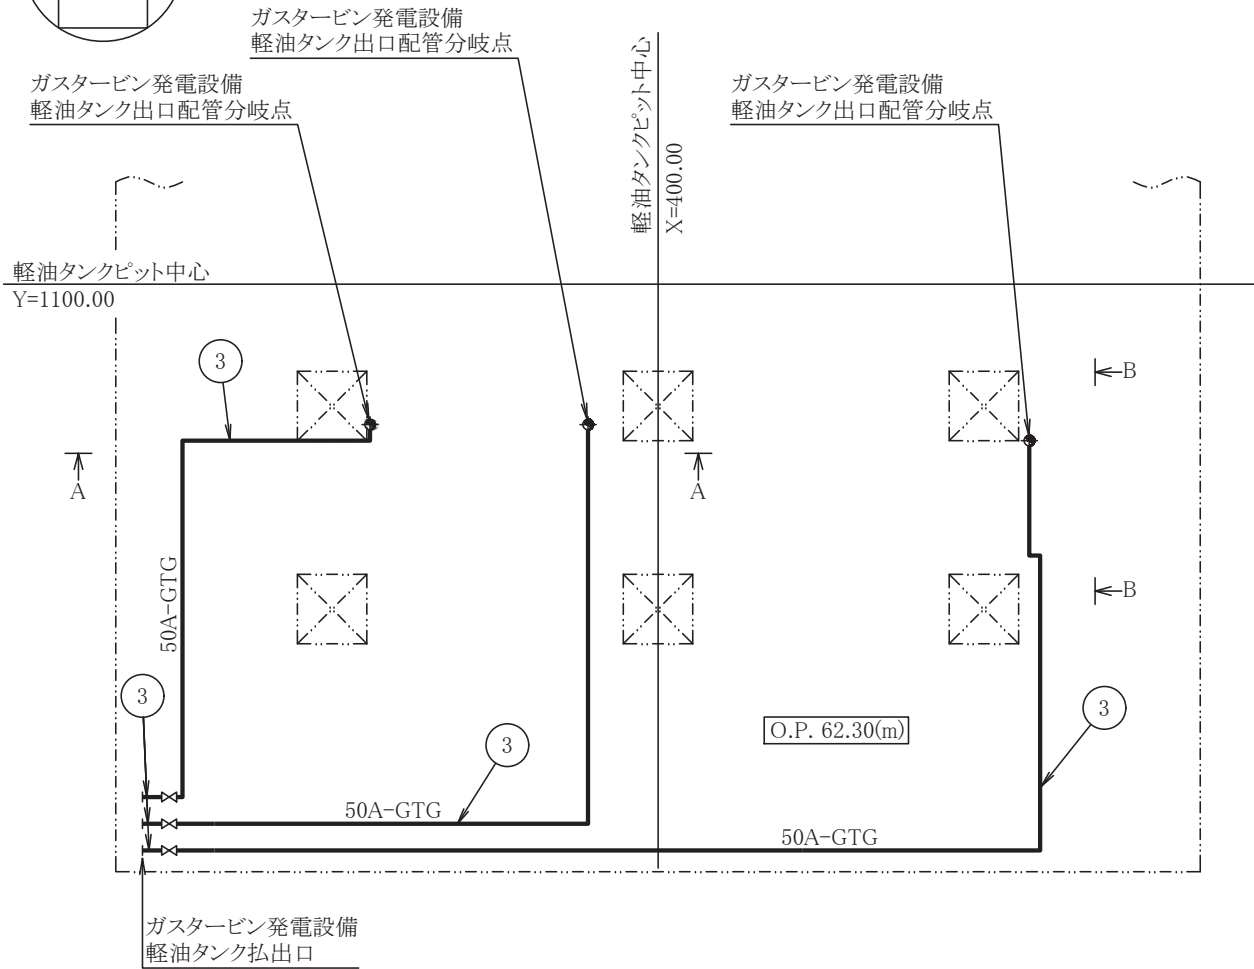 ガスタービン発電設備
軽油タンク出口配管分岐点
ガスタービン発電設備
軽油タンク出口配管分岐点
ガスタービン発電設備
軽油タンク出口配管分岐点
軽油タンクピット中心
X=400.00
軽油タンクピット中心
Y=1100.00
3
B
A
A
50A-GTG
B
3
3
3
O.P. 62.30(m)
50A-GTG
50A-GTG
ガスタービン発電設備
軽油タンク払出口